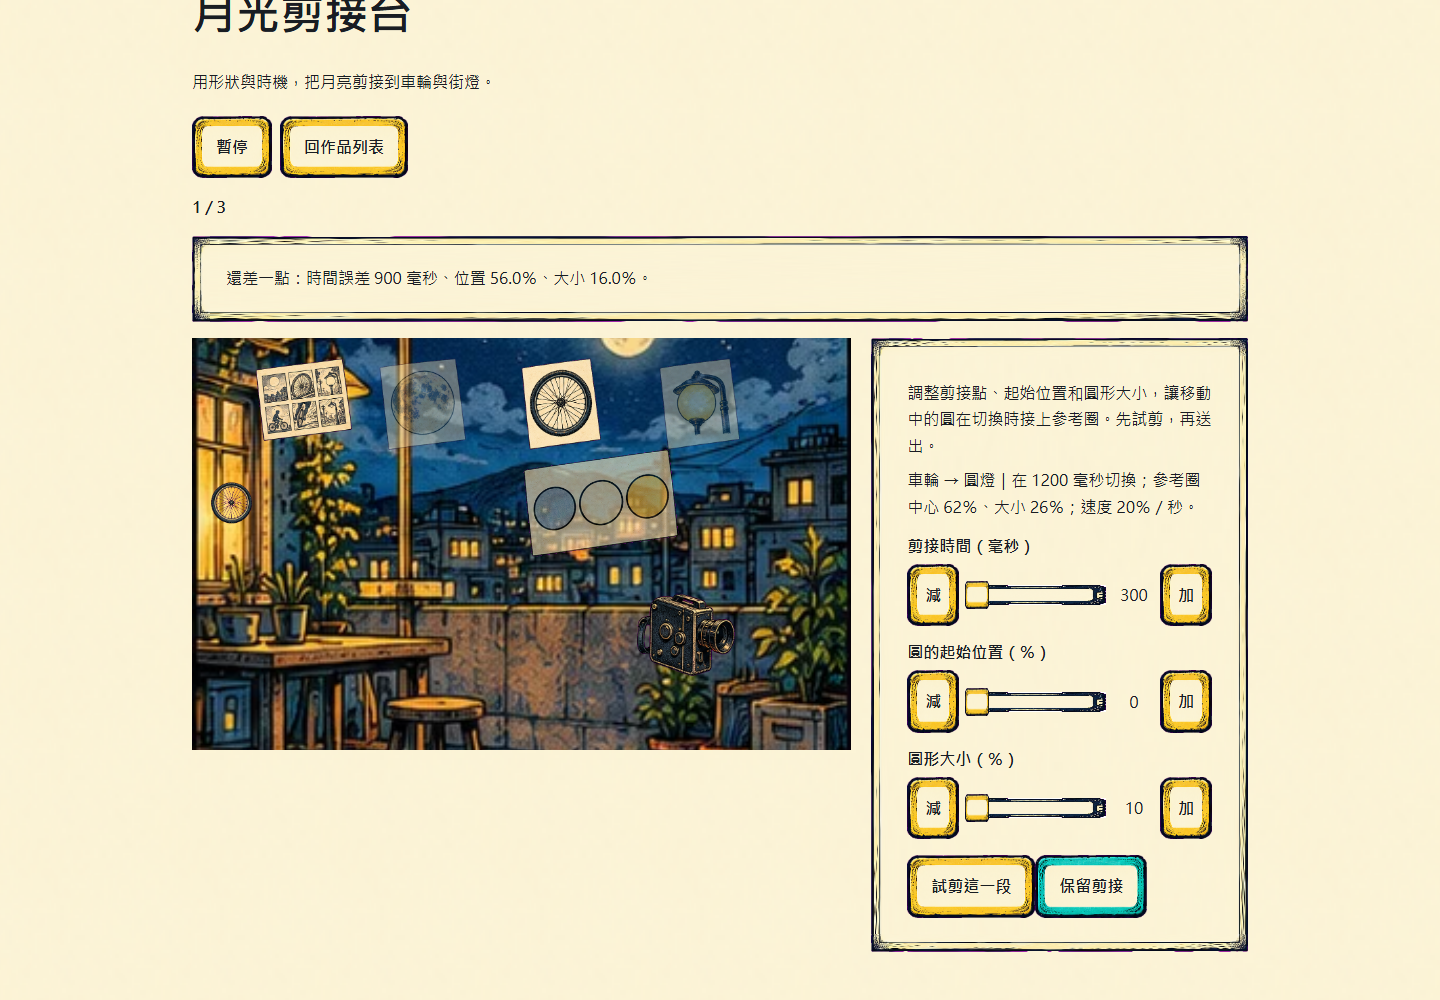 月光剪接台
用形狀與時機，把月亮剪接到車輪與街燈。
暫停
回作品列表
1 / 3
還差一點：時間誤差 900 毫秒、位置 56.0%、大小 16.0%。
調整剪接點、起始位置和圓形大小，讓移動
中的圓在切換時接上參考圈。先試剪，再送
出。
車輪 → 圓燈｜在 1200 毫秒切換；參考圈
中心 62%、大小 26%；速度 20% / 秒。
剪接時間（毫秒）
減
300
加
圓的起始位置（%）
減
0
加
圓形大小（%）
減
10
加
試剪這一段
保留剪接